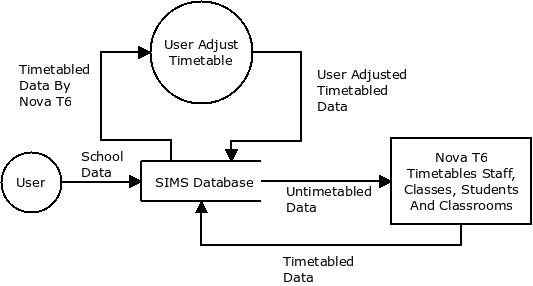 User Adjust
Timetable
Timetabled
Data By
Nova T6
User Adjusted
Timetabled
Data
School
Data
User
SIMS Database
Untimetabled
Data
Nova T6
Timetables Staff,
Classes, Students
And Classrooms
Timetabled
Data